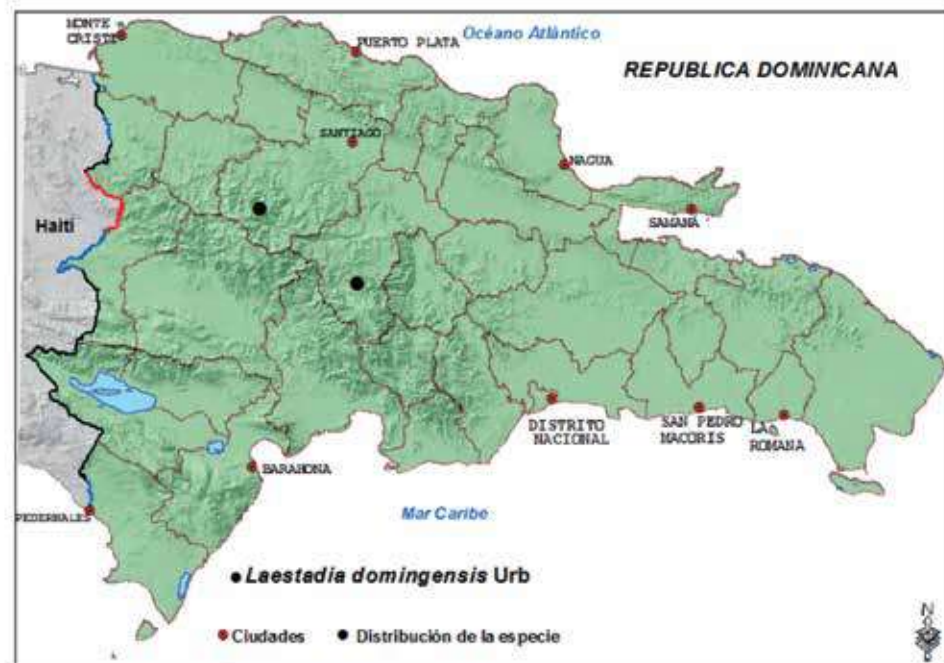 MONTE
CRISTI
PUERTO PLATA
Océano Atlántico
REPUBLICA DOMINICANA
SANTIAGO
NAGUA
SAMANA
Haití
DISTRITO
NACIONAL
SAN PEDRO
MACORIS
LA
ROMANA
BARAHONA
PEDERNALES
Mar Caribe
Laestadia domingensis Urb
Ciudades
Distribución de la especie
N